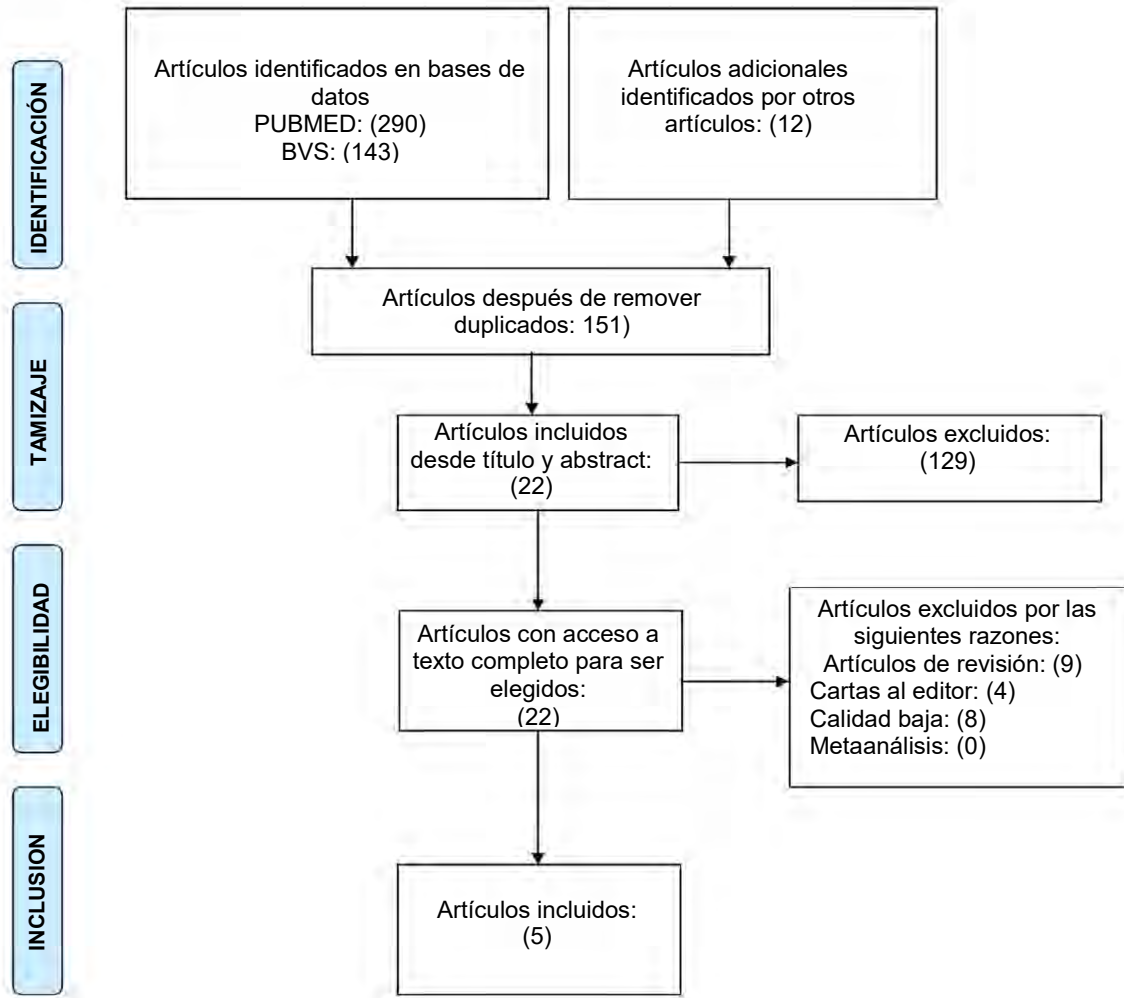 IDENTIFICACIÓN
Artículos identificados en bases de
datos
PUBMED: (290)
BVS: (143)
Artículos adicionales
identificados por otros
artículos: (12)
Artículos después de remover
duplicados: 151)
TAMIZAJE
Artículos incluidos
desde título y abstract:
(22)
Artículos excluidos:
(129)
ELEGIBILIDAD
Artículos con acceso a
texto completo para ser
elegidos:
(22)
Artículos excluidos por las
siguientes razones:
Artículos de revisión: (9)
Cartas al editor: (4)
Calidad baja: (8)
Metaanálisis: (0)
INCLUSION
Artículos incluidos:
(5)